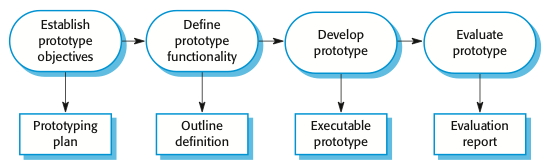 Establish
prototype
objectives
Define
prototype
functionality
Develop
prototype
Evaluate
prototype
Prototyping
plan
Outline
definition
Executable
prototype
Evaluation
report